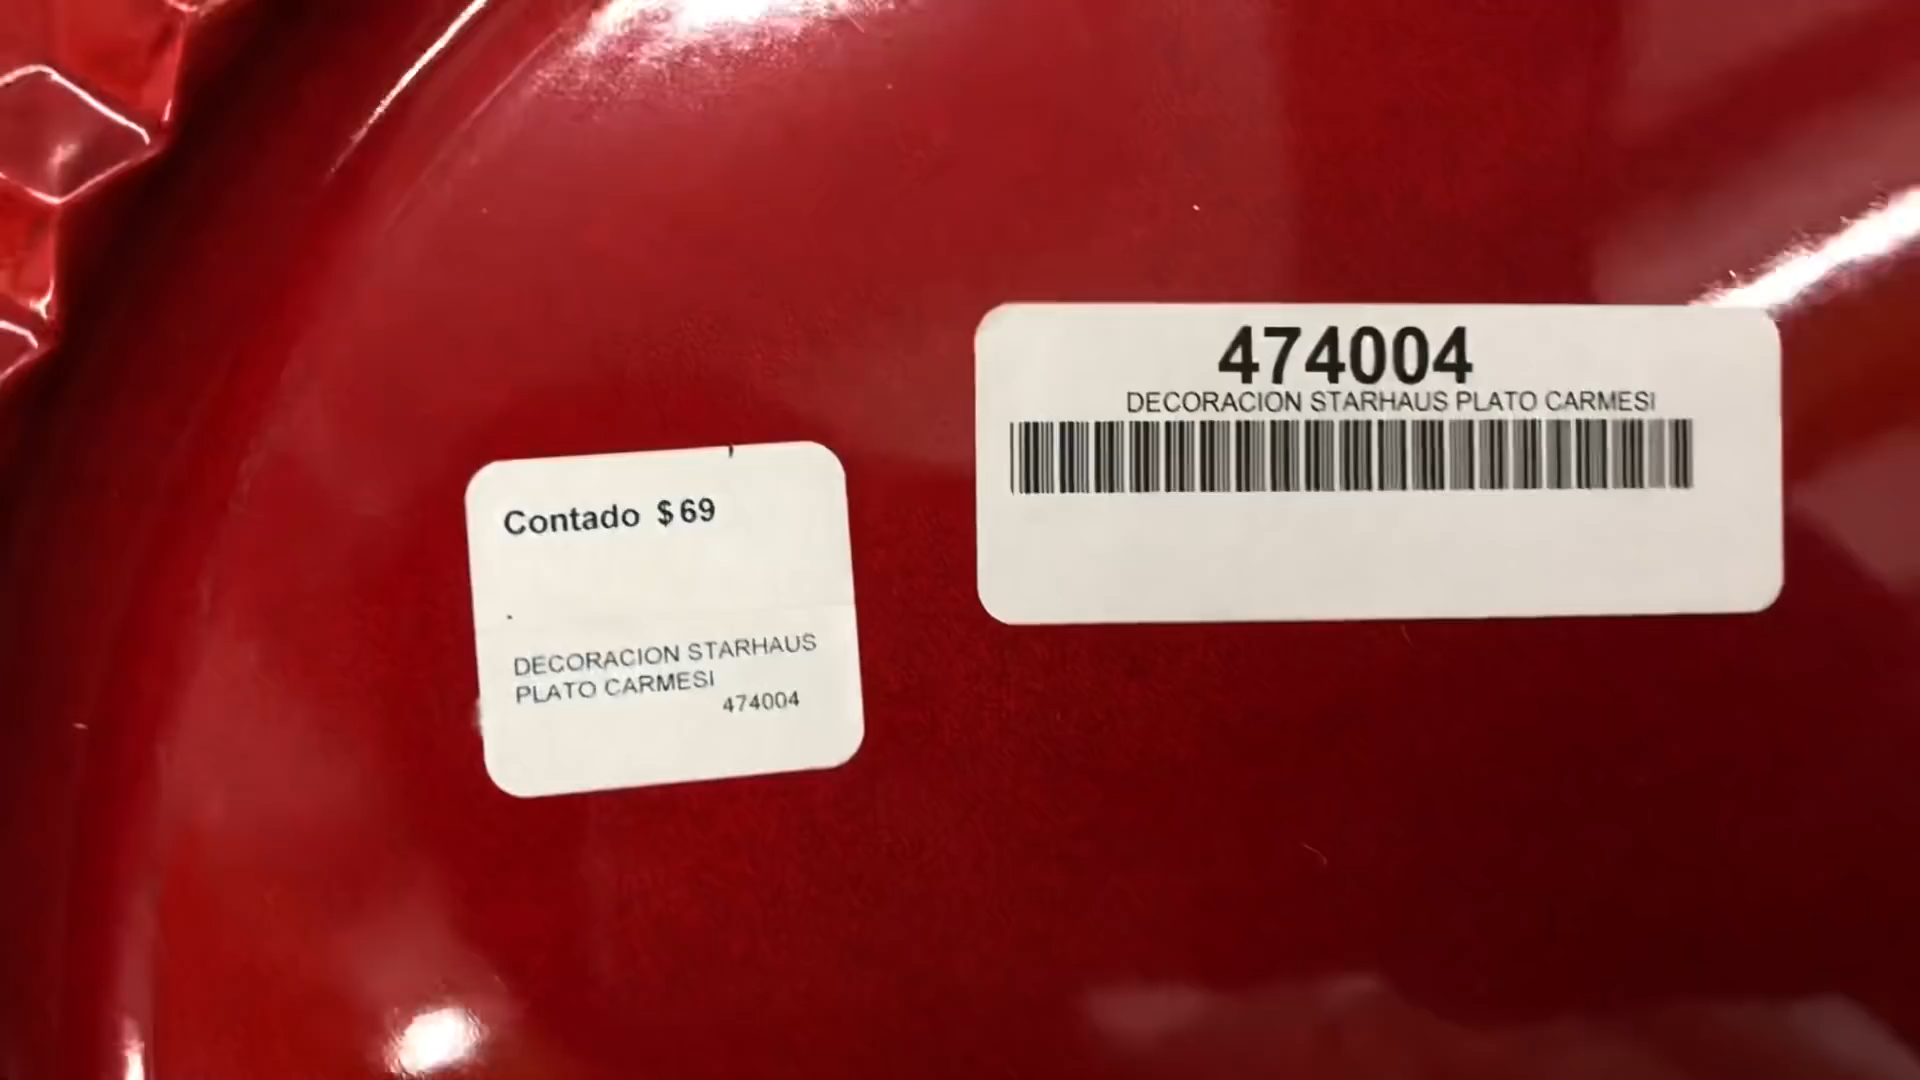 474004
DECORACION STARHAUS PLATO CARMESI
Contado $69
DECORACION STARHAUS
PLATO CARMESI
474004